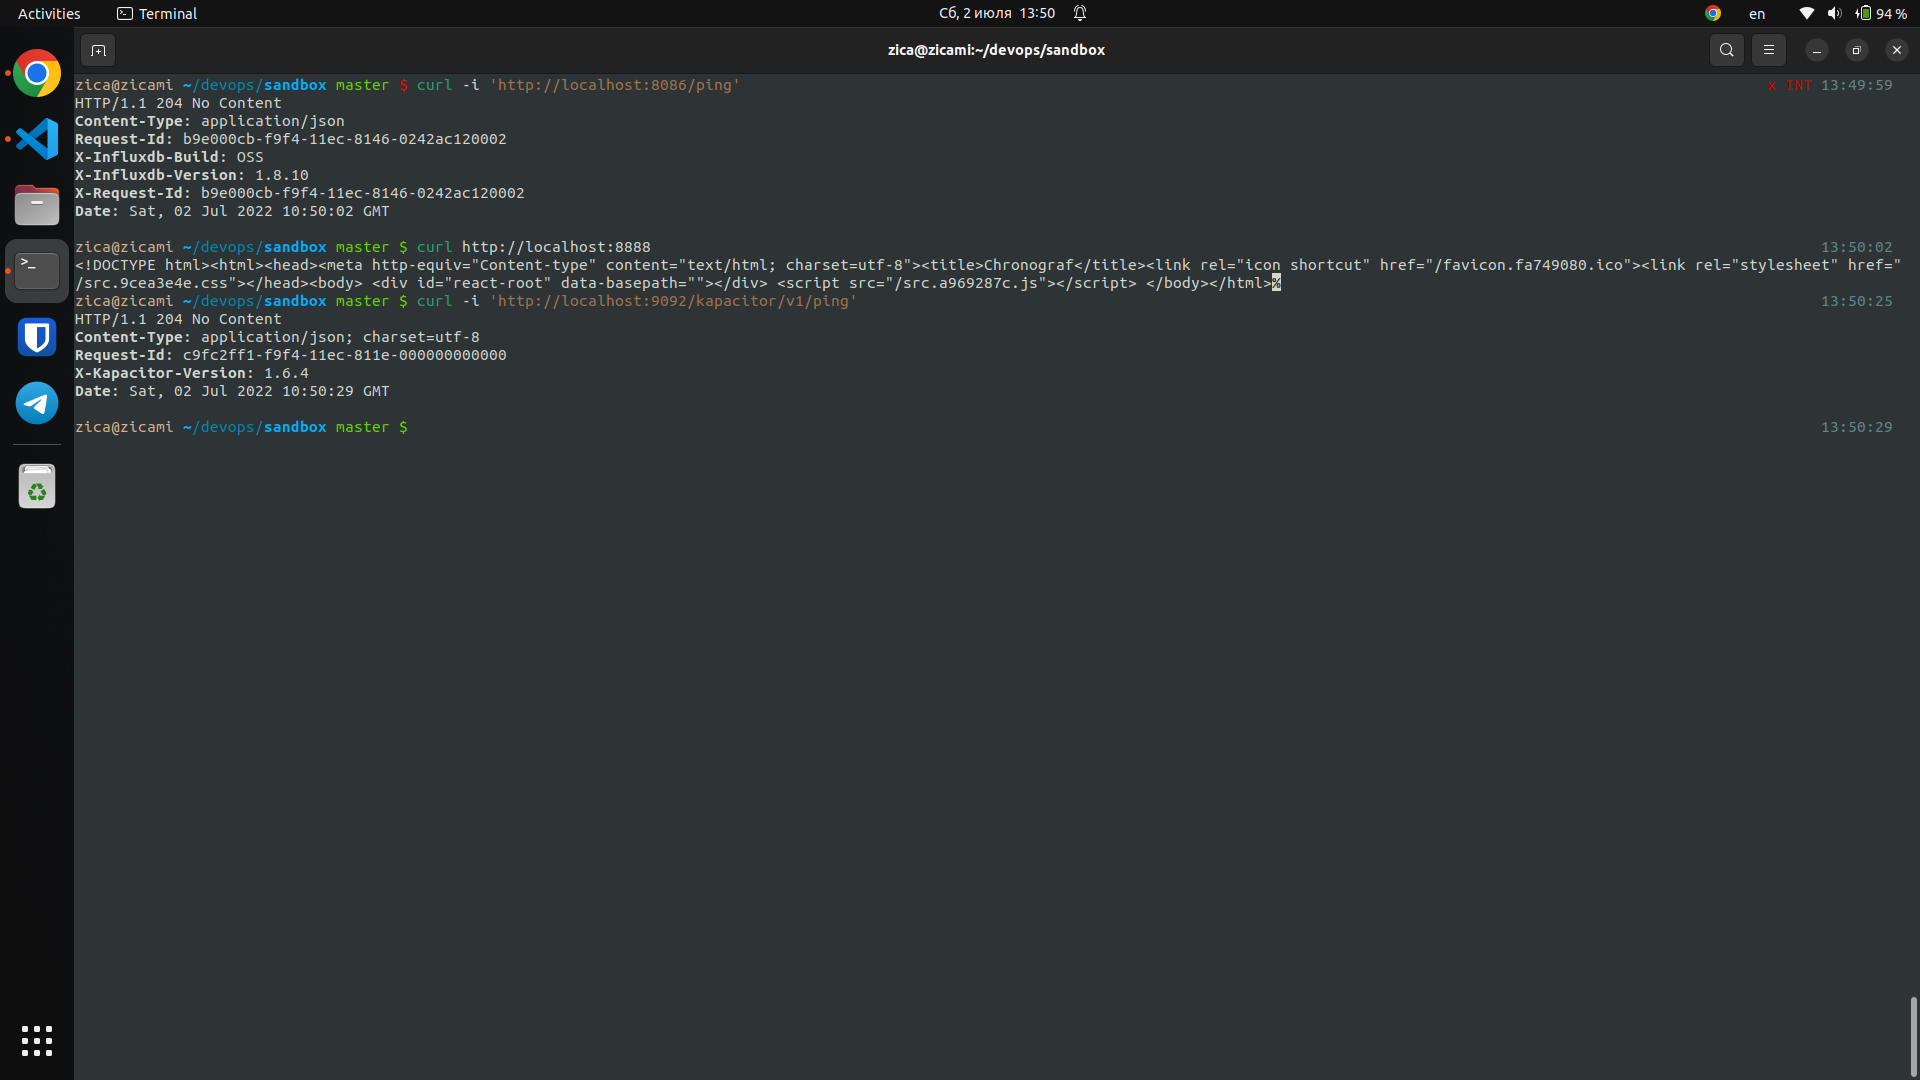 Activities Terminal Сб, 2 июля 13:50 en 94 %
zica@zicami:~/devops/sandbox
zica@zicami ~/devops/sandbox master $ curl -i 'http://localhost:8086/ping' x INT 13:49:59
HTTP/1.1 204 No Content
Content-Type: application/json
Request-Id: b9e000cb-f9f4-11ec-8146-0242ac120002
X-Influxdb-Build: OSS
X-Influxdb-Version: 1.8.10
X-Request-Id: b9e000cb-f9f4-11ec-8146-0242ac120002
Date: Sat, 02 Jul 2022 10:50:02 GMT
zica@zicami ~/devops/sandbox master $ curl http://localhost:8888 13:50:02
<!DOCTYPE html><html><head><meta http-equiv="Content-type" content="text/html; charset=utf-8"><title>Chronograf</title><link rel="icon shortcut" href="/favicon.fa749080.ico"><link rel="stylesheet" href="
/src.9cea3e4e.css"></head><body> <div id="react-root" data-basepath=""></div> <script src="/src.a969287c.js"></script> </body></html>%
zica@zicami ~/devops/sandbox master $ curl -i 'http://localhost:9092/kapacitor/v1/ping' 13:50:25
HTTP/1.1 204 No Content
Content-Type: application/json; charset=utf-8
Request-Id: c9fc2ff1-f9f4-11ec-811e-000000000000
X-Kapacitor-Version: 1.6.4
Date: Sat, 02 Jul 2022 10:50:29 GMT
zica@zicami ~/devops/sandbox master $ 13:50:29